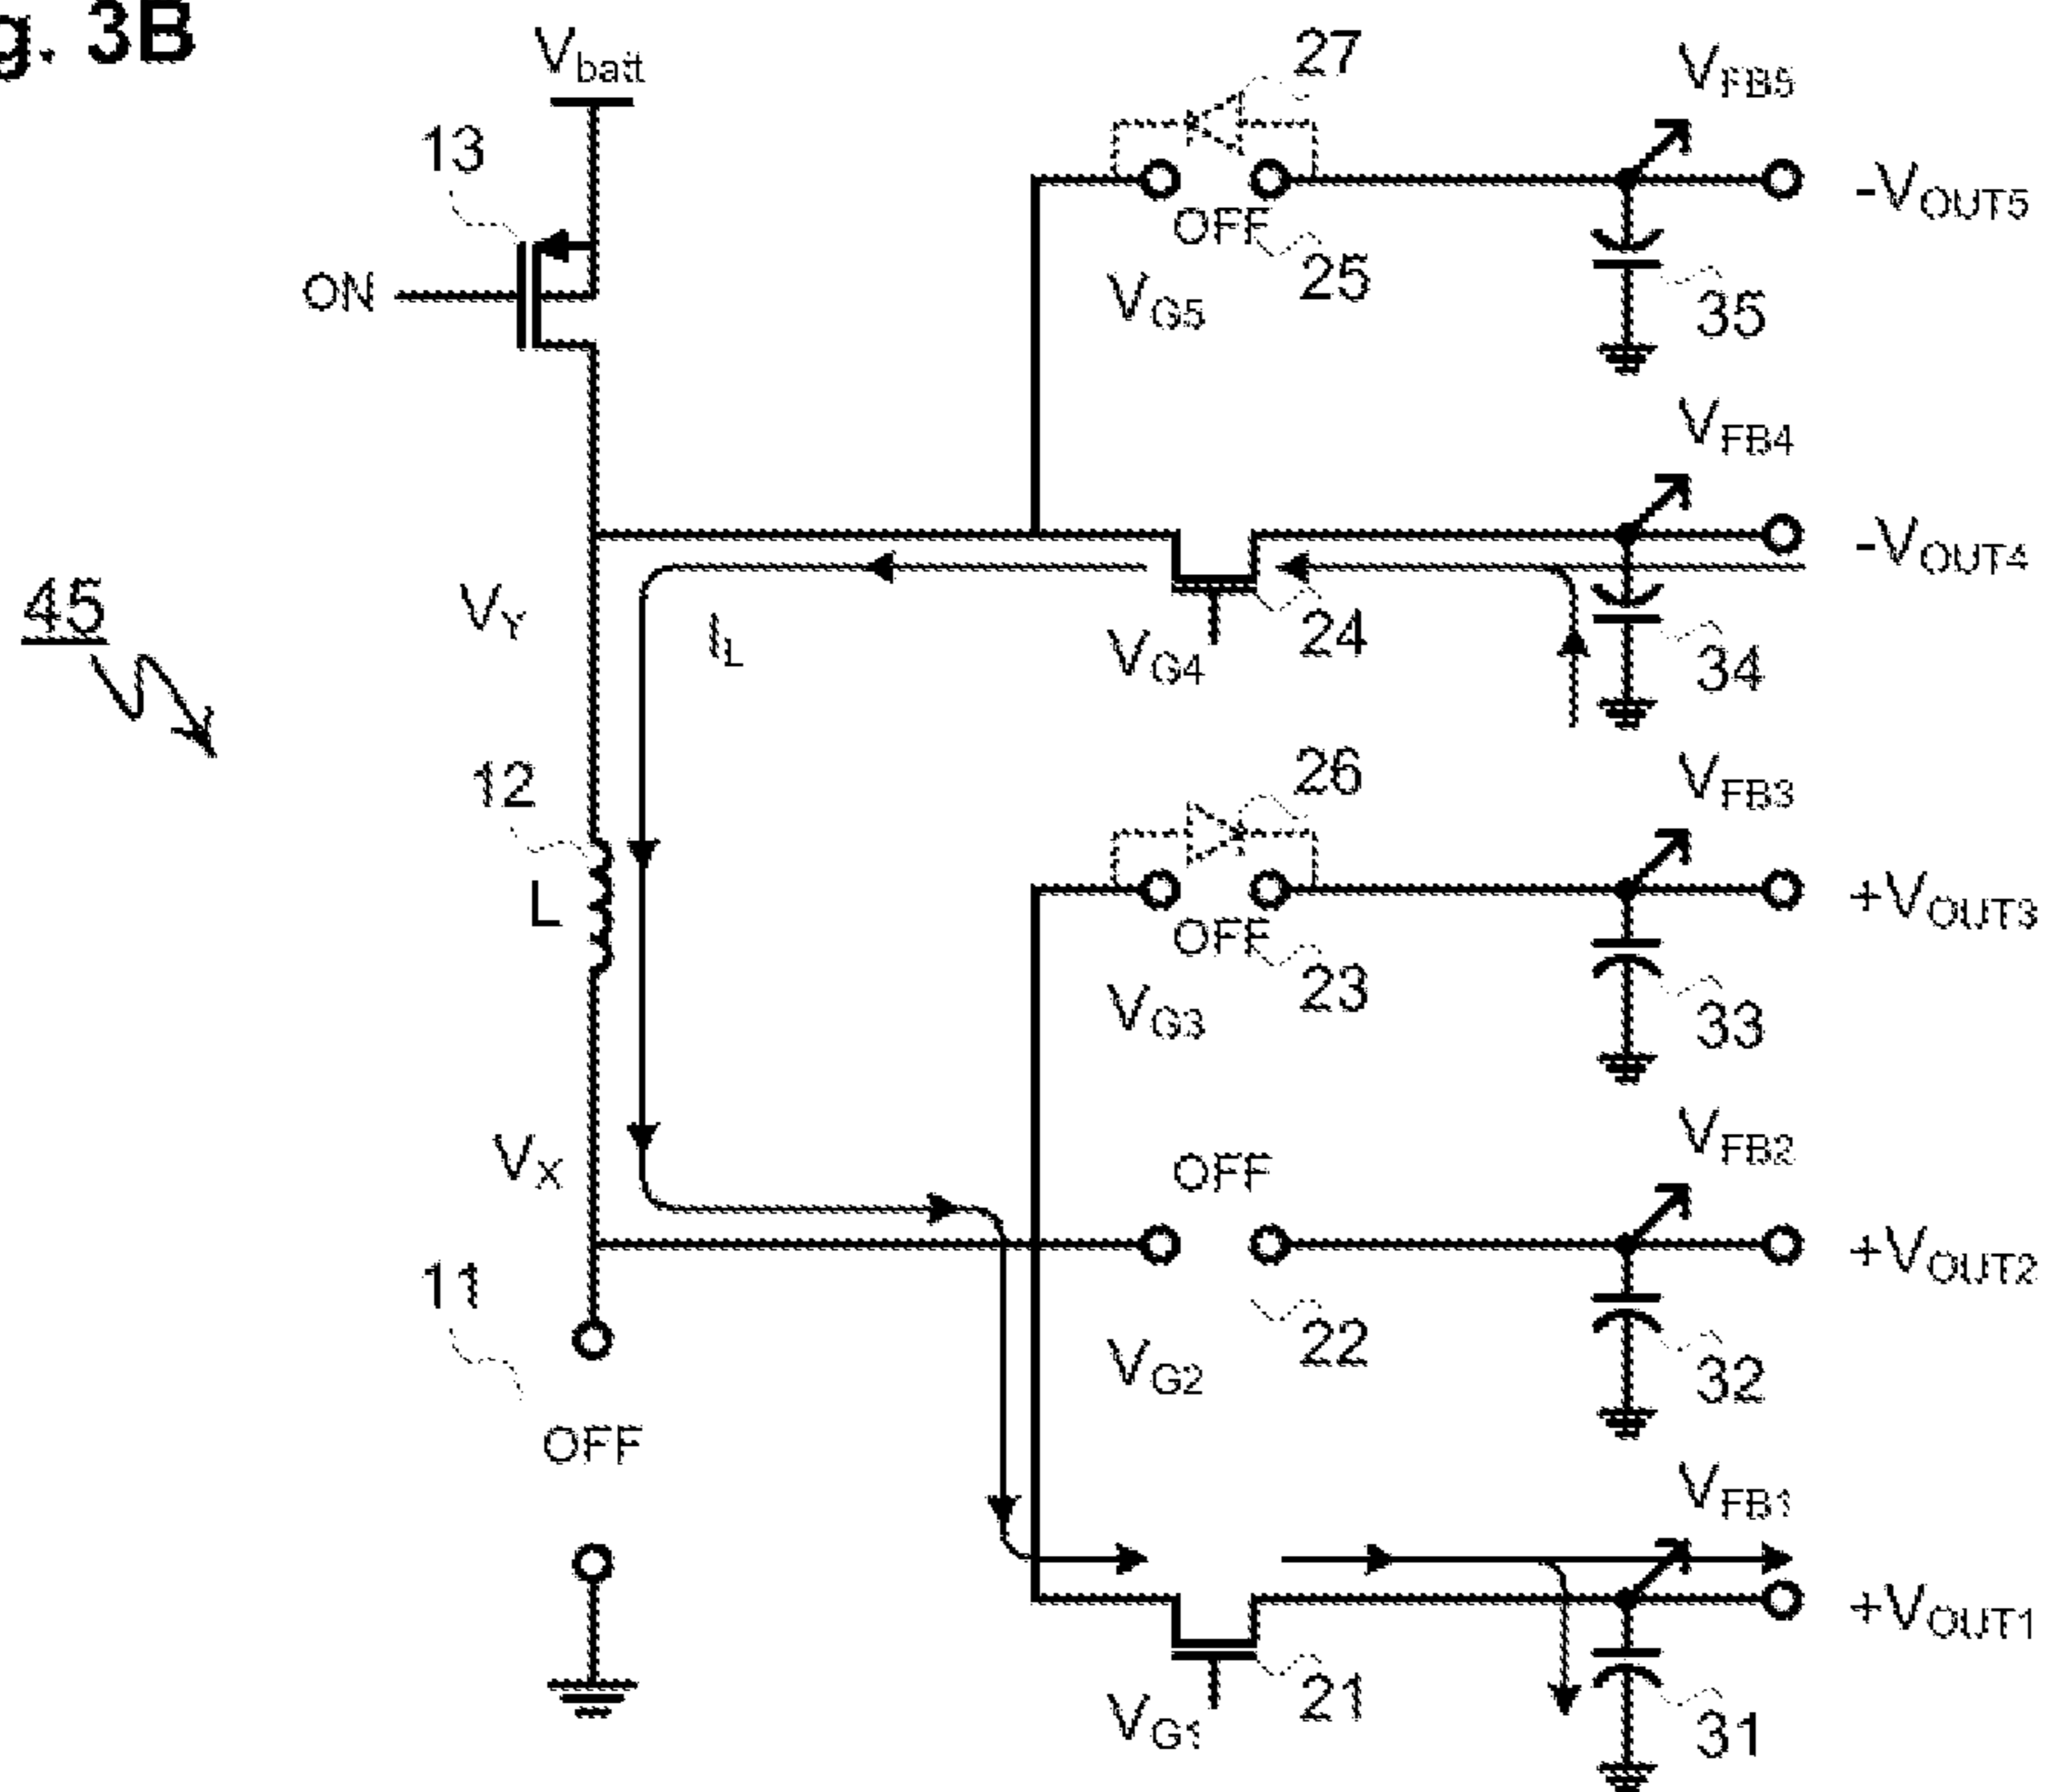 g. 3B
Vbatt
27
VFB5
13
-VOUT5
OFF
25
VG5
ON
35
VFB4
-VOUT4
45
VY
IL
24
VG4
34
26
VFB3
12
L
+VOUT3
OFF
23
VG3
33
VFB2
VX
OFF
+VOUT2
11
22
VG2
32
OFF
VFB1
+VOUT1
21
VG1
31